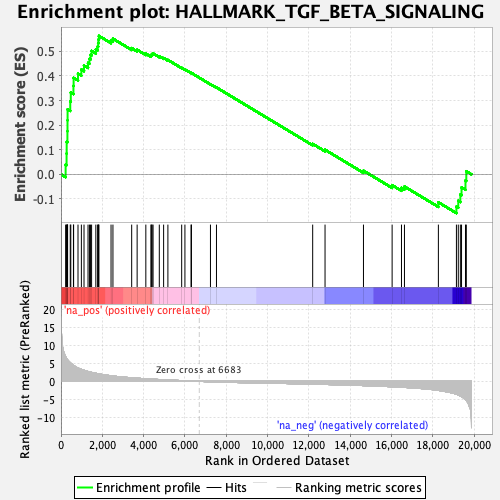 Enrichment plot: HALLMARK_TGF_BETA_SIGNALING
Enrichment score (ES)
0.5
0.4
0.3
0.2
0.1
0.0
-0.1
'na_pos' (positively correlated)
Ranked list metric (PreRanked)
20
15
10
5
0
-5
-10
Zero cross at 6683
'na_neg' (negatively correlated)
0
2,000
4,000
6,000
8,000
10,000
12,000
14,000
16,000
18,000
20,000
Rank in Ordered Dataset
Enrichment profile
Hits
Ranking metric scores